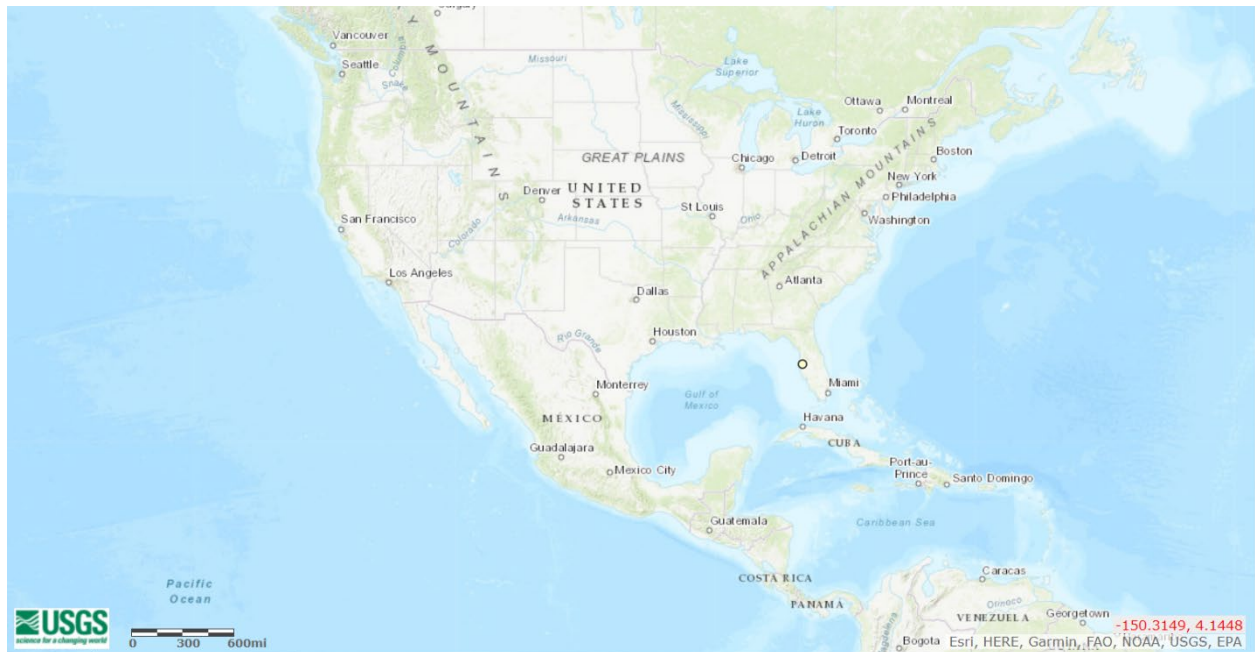 Vancouver
Seattle
Columbia
Snake
Y MOUNTAINS
Missouri
Lake
Superior
Mississippi
Lake
Huron
Ottawa
Montreal
Toronto
Boston
GREAT PLAINS
Chicago
Detroit
New York
Philadelphia
Washington
APPALACHIAN MOUNTAINS
Denver
UNITED
STATES
St Louis
Ohio
Arkansas
Colorado
San Francisco
Los Angeles
Atlanta
Dallas
Houston
Rio Grande
Miami
Monterrey
Gulf of
Mexico
MÉXICO
Havana
CUBA
Guadalajara
Mexico City
Port-au-
Prince
Santo Domingo
Guatemala
Caribbean Sea
Pacific
Ocean
COSTA RICA
PANAMA
Caracas
Orinoco
VENEZUELA
Georgetown
Bogota
USGS
science for a changing world
0 300 600mi
-150.3149, 4.1448
Esri, HERE, Garmin, FAO, NOAA, USGS, EPA